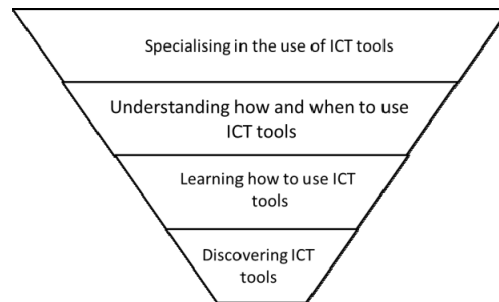 Specialising in the use of ICT tools
Understanding how and when to use
ICT tools
Learning how to use ICT
tools
Discovering ICT
tools